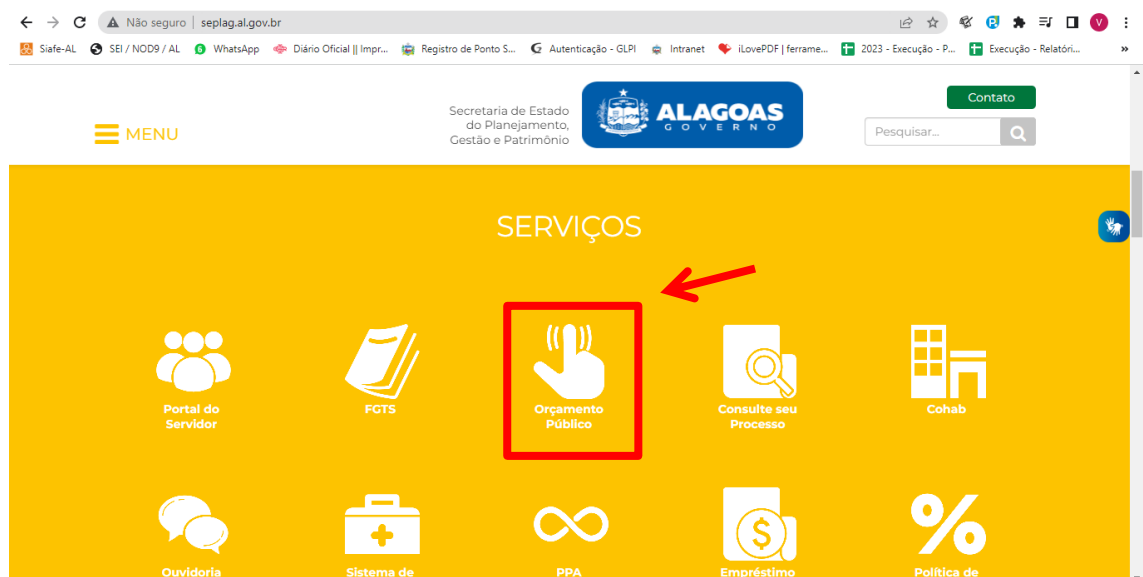 Não seguro | seplag.al.gov.br
V
Siafe-AL SEI / NOD9 / AL 6 WhatsApp Diário Oficial || Impr... Registro de Ponto S... Autenticação - GLPI Intranet iLovePDF | ferrame... 2023 - Execução - P... Execução - Relatóri... »
MENU
Secretaria de Estado
do Planejamento,
Gestão e Patrimônio
ALAGOAS
GOVERNO
Contato
Pesquisar...
SERVIÇOS
Portal do
Servidor
FGTS
Orçamento
Público
Consulte seu
Processo
Cohab
Ouvidoria
Sistema de
PPA
$
Empréstimo
%
Política de